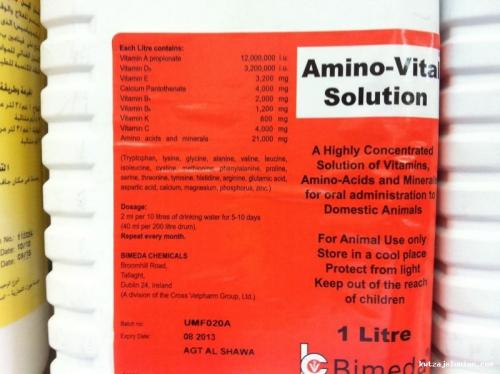 Each Litre contains:
Vitamin A propionate 12,000,000 i.u.
Vitamin D₃ 3,200,000 i.u.
Vitamin E 3,200 mg
Calcium Pantothenate 4,000 mg
Vitamin B₁ 2,000 mg
Vitamin B₆ 1,200 mg
Vitamin K 800 mg
Vitamin C 4,000 mg
Amino acids and minerals 21,000 mg
(Tryptophan, lysine, glycine, alanine, valine, leucine,
isoleucine, cystine, methionine, phenylalanine, proline,
serine, threonine, tyrosine, histidine, arginine, glutamic acid,
aspartic acid, calcium, magnesium, phosphorus, zinc.)
Dosage:
2 ml per 10 litres of drinking water for 5-10 days
(40 ml per 200 litre drum).
Repeat every month.
BIMEDA CHEMICALS
Broomhill Road,
Tallaght,
Dublin 24, Ireland
(A division of the Cross Vetpharm Group, Ltd.)
Batch no: UMF020A
Expiry Date: 08 2013
AGT AL SHAWA
Amino-Vital
Solution
A Highly Concentrated
Solution of Vitamins,
Amino-Acids and Minerals
for oral administration to
Domestic Animals
For Animal Use only
Store in a cool place
Protect from light
Keep out of the reach
of children
1 Litre
Bimeda
kutzajelonlan.com